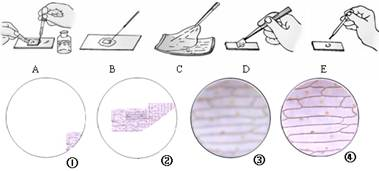 A B C D E
① ② ③ ④